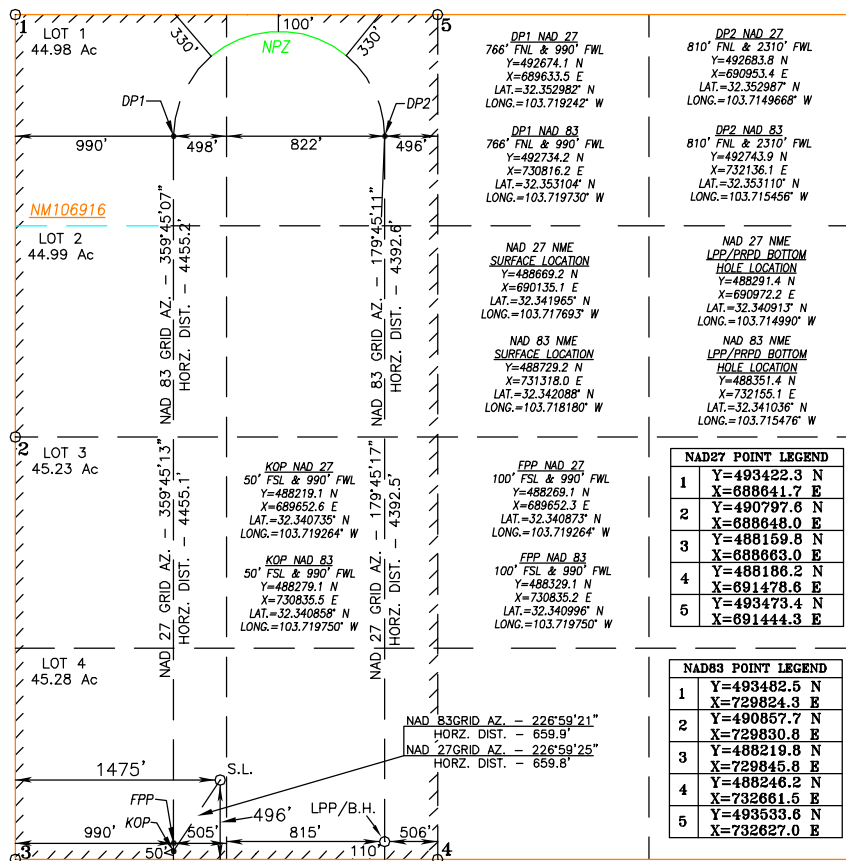 1
LOT 1
44.98 Ac
330'
100'
NPZ
330'
5
DP1
DP2
990'
498'
822'
496'
DP1 NAD 27
766' FNL & 990' FWL
Y=492674.1 N
X=689633.5 E
LAT.=32.352982° N
LONG.=103.719242° W
DP2 NAD 27
810' FNL & 2310' FWL
Y=492683.8 N
X=690953.4 E
LAT.=32.352987° N
LONG.=103.7149668° W
DP1 NAD 83
766' FNL & 990' FWL
Y=492734.2 N
X=730816.2 E
LAT.=32.353104° N
LONG.=103.719730° W
DP2 NAD 83
810' FNL & 2310' FWL
Y=492743.9 N
X=732136.1 E
LAT.=32.353110° N
LONG.=103.715456° W
NM106916
LOT 2
44.99 Ac
NAD 83 GRID AZ. - 359°45'07"
HORZ. DIST. - 4455.2'
NAD 83 GRID AZ. - 179°45'11"
HORZ. DIST. - 4392.6'
NAD 27 NME
SURFACE LOCATION
Y=488669.2 N
X=690135.1 E
LAT.=32.341965° N
LONG.=103.717693° W
NAD 27 NME
LPP/PRPD BOTTOM
HOLE LOCATION
Y=488291.4 N
X=690972.2 E
LAT.=32.340913° N
LONG.=103.714990° W
NAD 83 NME
SURFACE LOCATION
Y=488729.2 N
X=731318.0 E
LAT.=32.342088° N
LONG.=103.718180° W
NAD 83 NME
LPP/PRPD BOTTOM
HOLE LOCATION
Y=488351.4 N
X=732155.1 E
LAT.=32.341036° N
LONG.=103.715476° W
2
LOT 3
45.23 Ac
NAD 27 GRID AZ. - 359°45'13"
HORZ. DIST. - 4455.1'
NAD 27 GRID AZ. - 179°45'17"
HORZ. DIST. - 4392.5'
KOP NAD 27
50' FSL & 990' FWL
Y=488219.1 N
X=689652.6 E
LAT.=32.340735° N
LONG.=103.719264° W
KOP NAD 83
50' FSL & 990' FWL
Y=488279.1 N
X=730835.5 E
LAT.=32.340858° N
LONG.=103.719750° W
FPP NAD 27
100' FSL & 990' FWL
Y=488269.1 N
X=689652.3 E
LAT.=32.340873° N
LONG.=103.719264° W
FPP NAD 83
100' FSL & 990' FWL
Y=488329.1 N
X=730835.2 E
LAT.=32.340996° N
LONG.=103.719750° W
NAD27 POINT LEGEND
1 Y=493422.3 N
X=688641.7 E
2 Y=490797.6 N
X=688648.0 E
3 Y=488159.8 N
X=688663.0 E
4 Y=488186.2 N
X=691478.6 E
5 Y=493473.4 N
X=691444.3 E
LOT 4
45.28 Ac
NAD83 POINT LEGEND
1 Y=493482.5 N
X=729824.3 E
2 Y=490857.7 N
X=729830.8 E
3 Y=488219.8 N
X=729845.8 E
4 Y=488246.2 N
X=732661.5 E
5 Y=493533.6 N
X=732627.0 E
NAD 83GRID AZ. - 226°59'21"
HORZ. DIST. - 659.9'
NAD 27GRID AZ. - 226°59'25"
HORZ. DIST. - 659.8'
1475'
S.L.
FPP
KOP
496'
LPP/B.H.
990'
505'
815'
506'
50'
110'
3
4